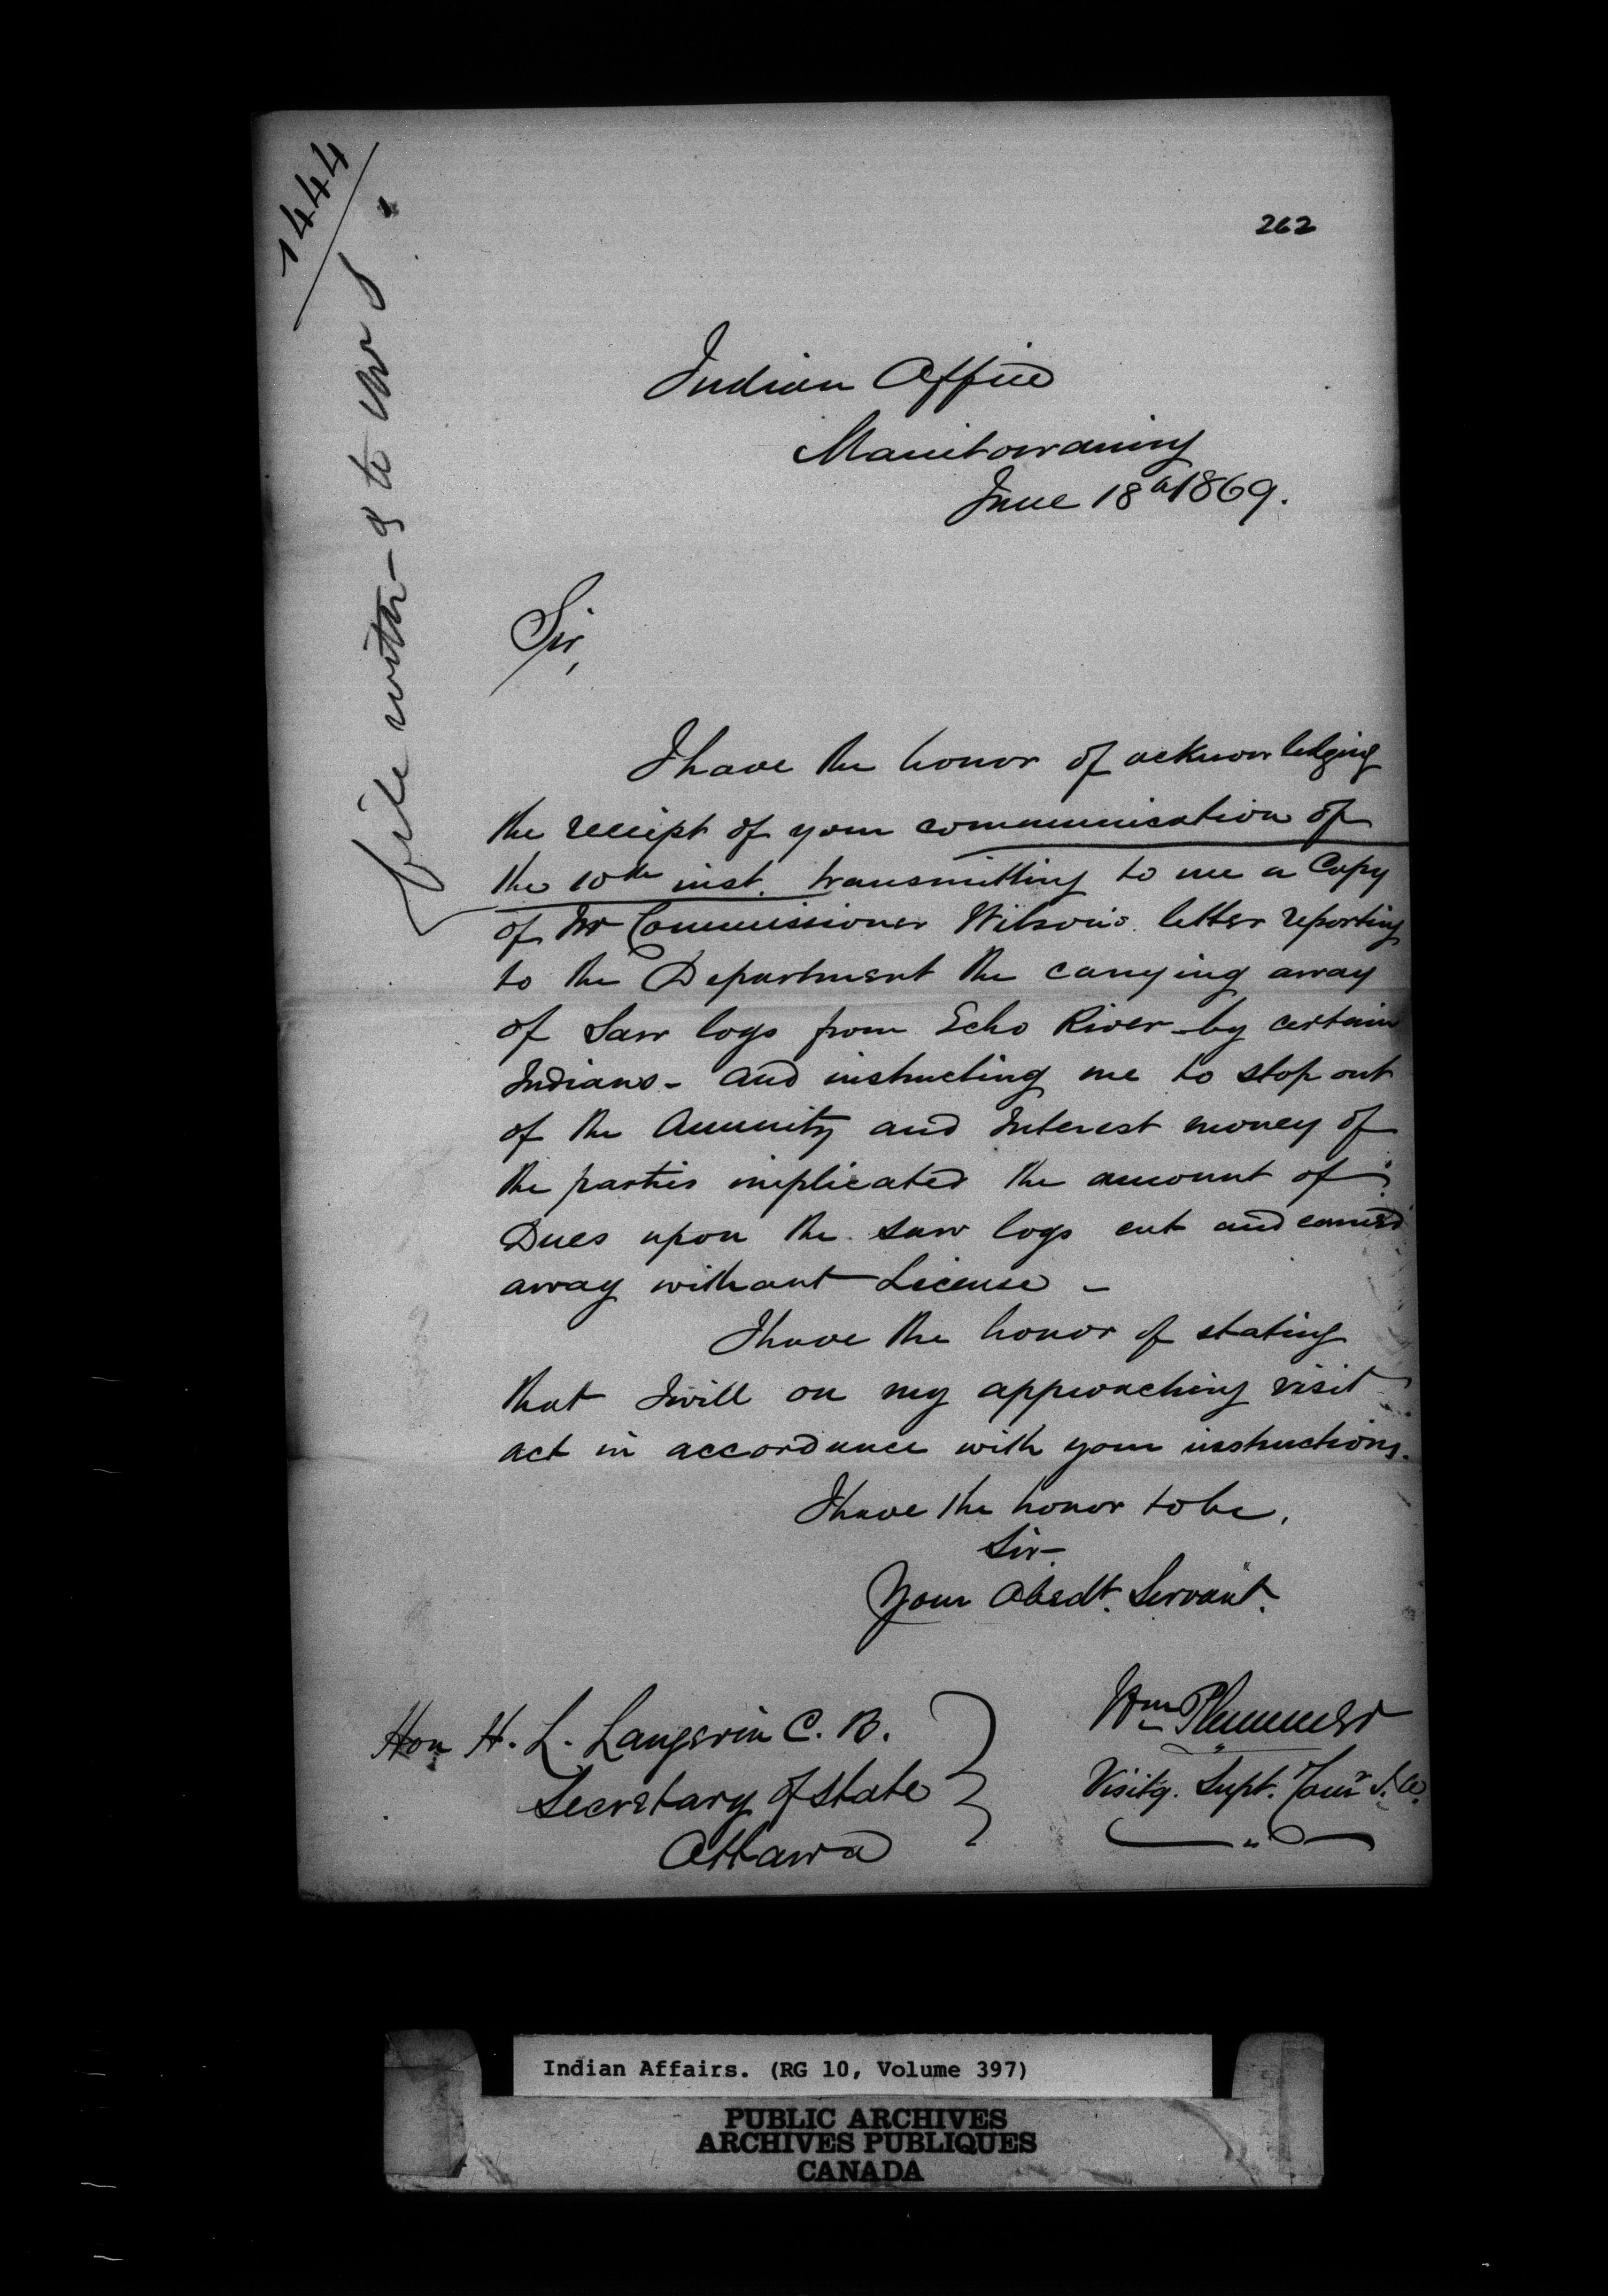 1444
262
file with - & to Mr S
Indian Office
Manitowaning
June 18th 1869.
Sir,
I have the honor of acknowledging
the receipt of your communication of
the 10th inst. transmitting to me a Copy
of Mr Commissioner Wilson's letter reporting
to the Department the carrying away
of Saw logs from Echo River - by certain
Indians - and instructing me to stop out
of the Annuity and Interest money of
the parties implicated the amount of
Dues upon the saw logs cut and carried
away without License -
I have the honor of stating
that I will on my approaching visit
act in accordance with your instructions.
I have the honor to be,
Sir -
Your Obedt. Servant.
Wm Plummer
Visitg. Supt.
Hon H. L. Langevin C. B.
Secretary of State
Ottawa
Indian Affairs. (RG 10, Volume 397)
PUBLIC ARCHIVES
ARCHIVES PUBLIQUES
CANADA